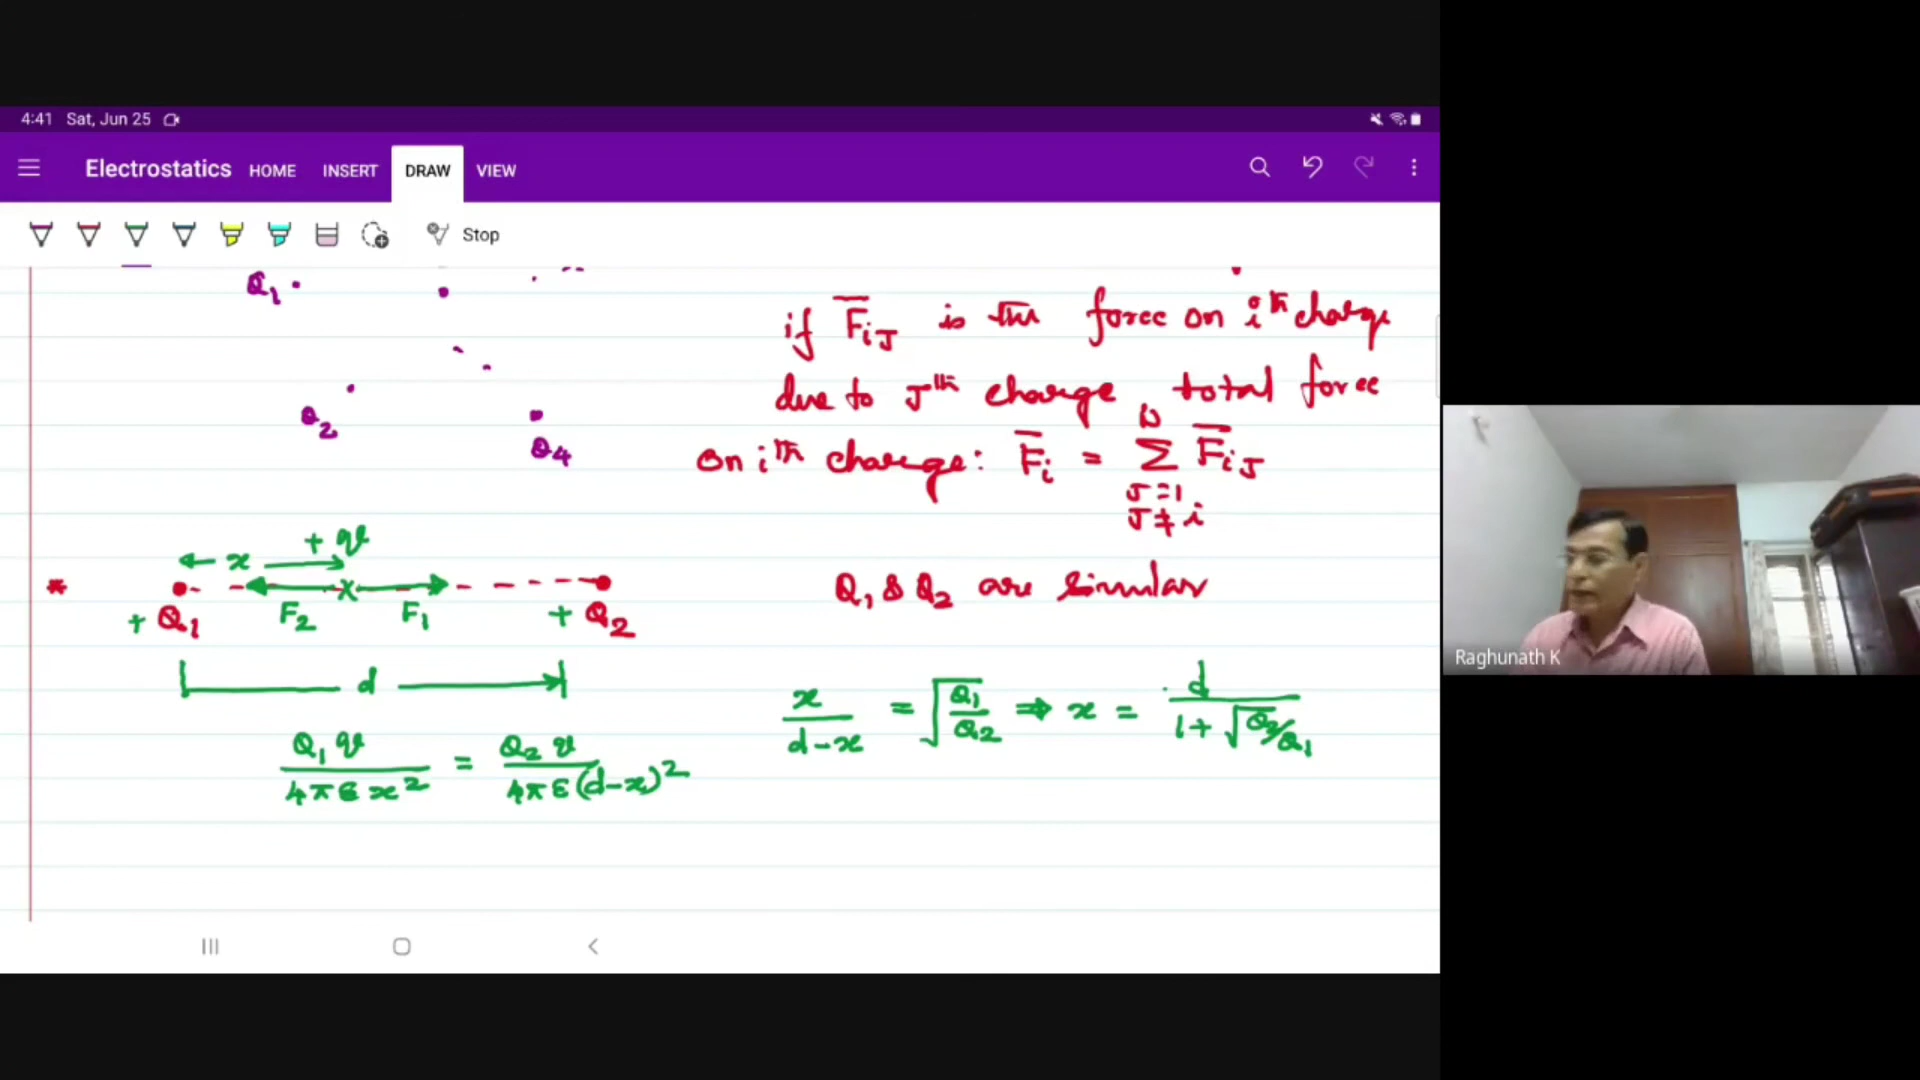 4:41 Sat, Jun 25
Electrostatics HOME INSERT DRAW VIEW
Stop
Q₁
Q₂
Q₄
if F̅ᵢJ is the force on iᵗʰ charge
due to Jᵗʰ charge total force
on iᵗʰ charge: F̅ᵢ = Σ F̅ᵢJ
J=1
J≠i
x + q
* F₂ x F₁
+ Q₁ + Q₂
Q₁ & Q₂ are similar
d
Q₁q / 4πε x² = Q₂q / 4πε(d-x)²
x / d-x = √(Q₁/Q₂) ⇒ x = d / 1+√(Q₂/Q₁)
Raghunath K